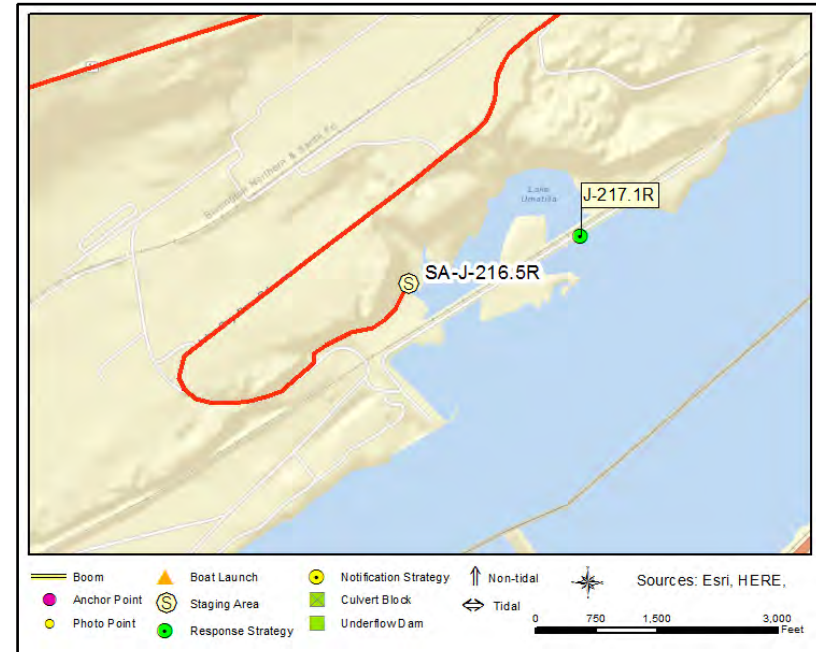 Burlington Northern & Santa Fe
Lake
Umatilla
J-217.1R
SA-J-216.5R
S
Boom
Anchor Point
Photo Point
Boat Launch
S Staging Area
Response Strategy
Notification Strategy
Culvert Block
Underflow Dam
Non-tidal
Tidal
Sources: Esri, HERE,
0 750 1,500 3,000
Feet